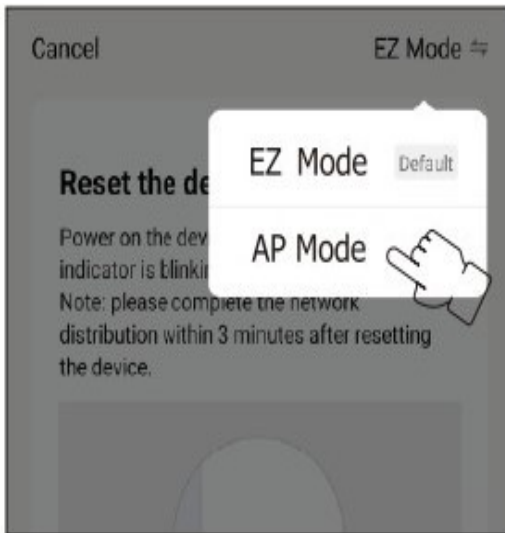 Cancel
EZ Mode
EZ Mode Default
AP Mode
Reset the de
Power on the dev
indicator is blinki
Note: please complete the network
distribution within 3 minutes after resetting
the device.